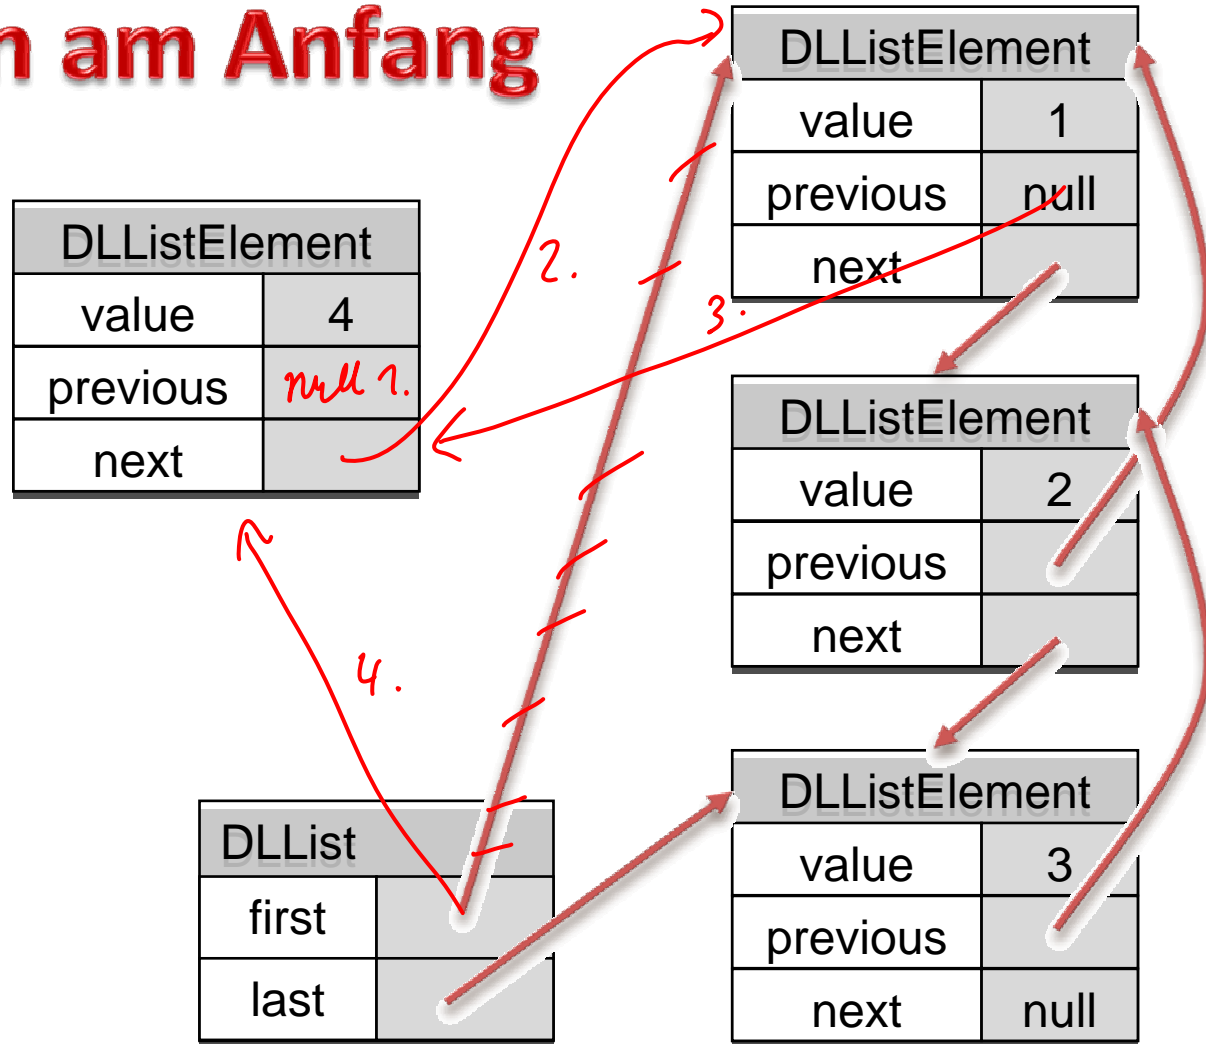 n am Anfang
DLListElement
value 4
previous null 1.
next
2.
3.
4.
DLListElement
value 1
previous null
next
DLListElement
value 2
previous
next
DLListElement
value 3
previous
next null
DLList
first
last